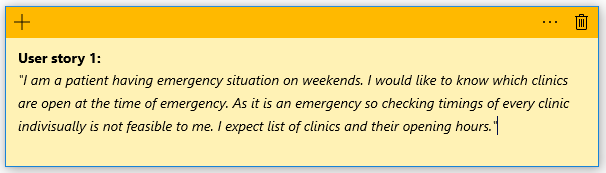 User story 1:
"I am a patient having emergency situation on weekends. I would like to know which clinics
are open at the time of emergency. As it is an emergency so checking timings of every clinic
indivisually is not feasible to me. I expect list of clinics and their opening hours."